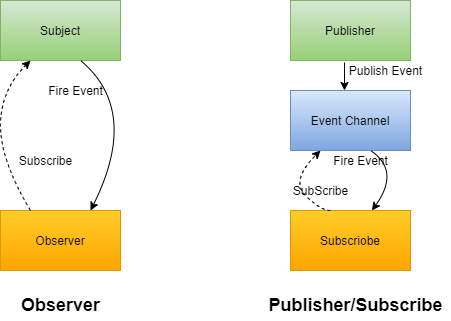 Subject
Fire Event
Subscribe
Observer
Observer
Publisher
Publish Event
Event Channel
Fire Event
SubScribe
Subscriobe
Publisher/Subscribe